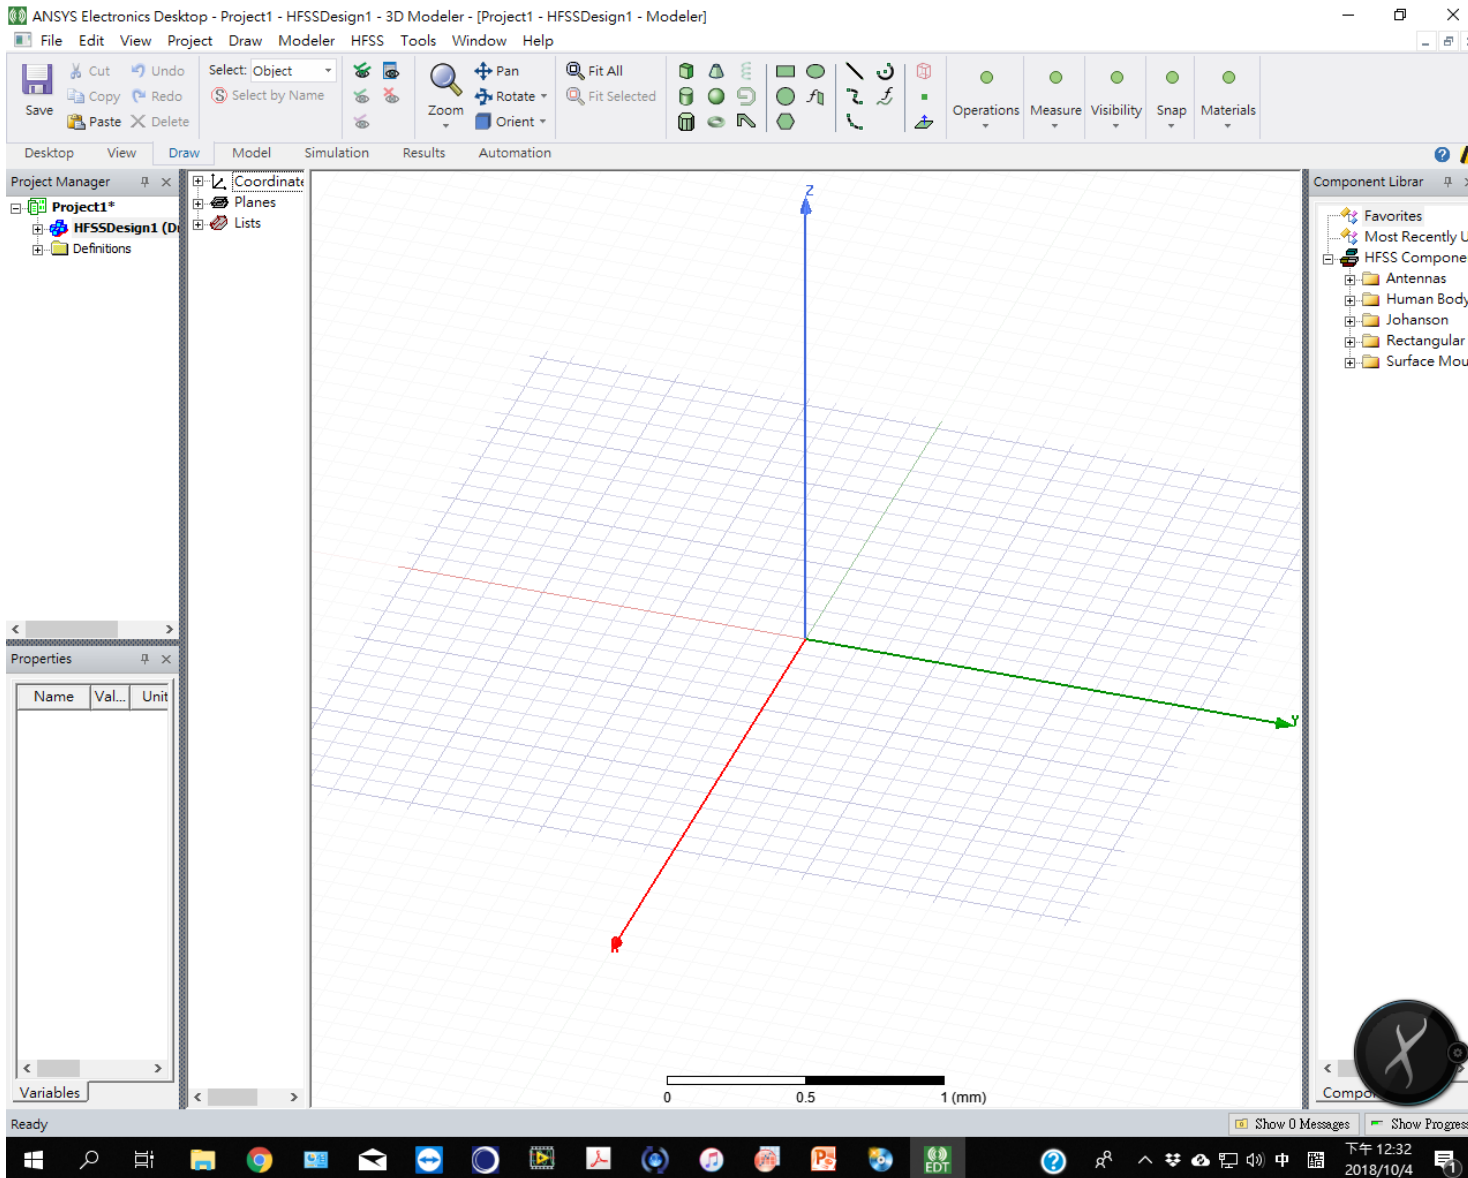 ANSYS Electronics Desktop - Project1 - HFSSDesign1 - 3D Modeler - [Project1 - HFSSDesign1 - Modeler]
File Edit View Project Draw Modeler HFSS Tools Window Help
Save
Cut Undo
Copy Redo
Paste Delete
Select: Object
Select by Name
Zoom
Pan
Rotate
Orient
Fit All
Fit Selected
Operations Measure Visibility Snap Materials
Desktop View Draw Model Simulation Results Automation
Project Manager
Project1*
HFSSDesign1 (Dr
Definitions
Coordinate
Planes
Lists
Z
Y
Component Librar
Favorites
Most Recently U
HFSS Compone
Antennas
Human Body
Johanson
Rectangular
Surface Mou
Properties
Name Val... Unit
Variables
0 0.5 1 (mm)
Compo
Ready
Show 0 Messages Show Progress
EDT
中
下午 12:32
2018/10/4
1